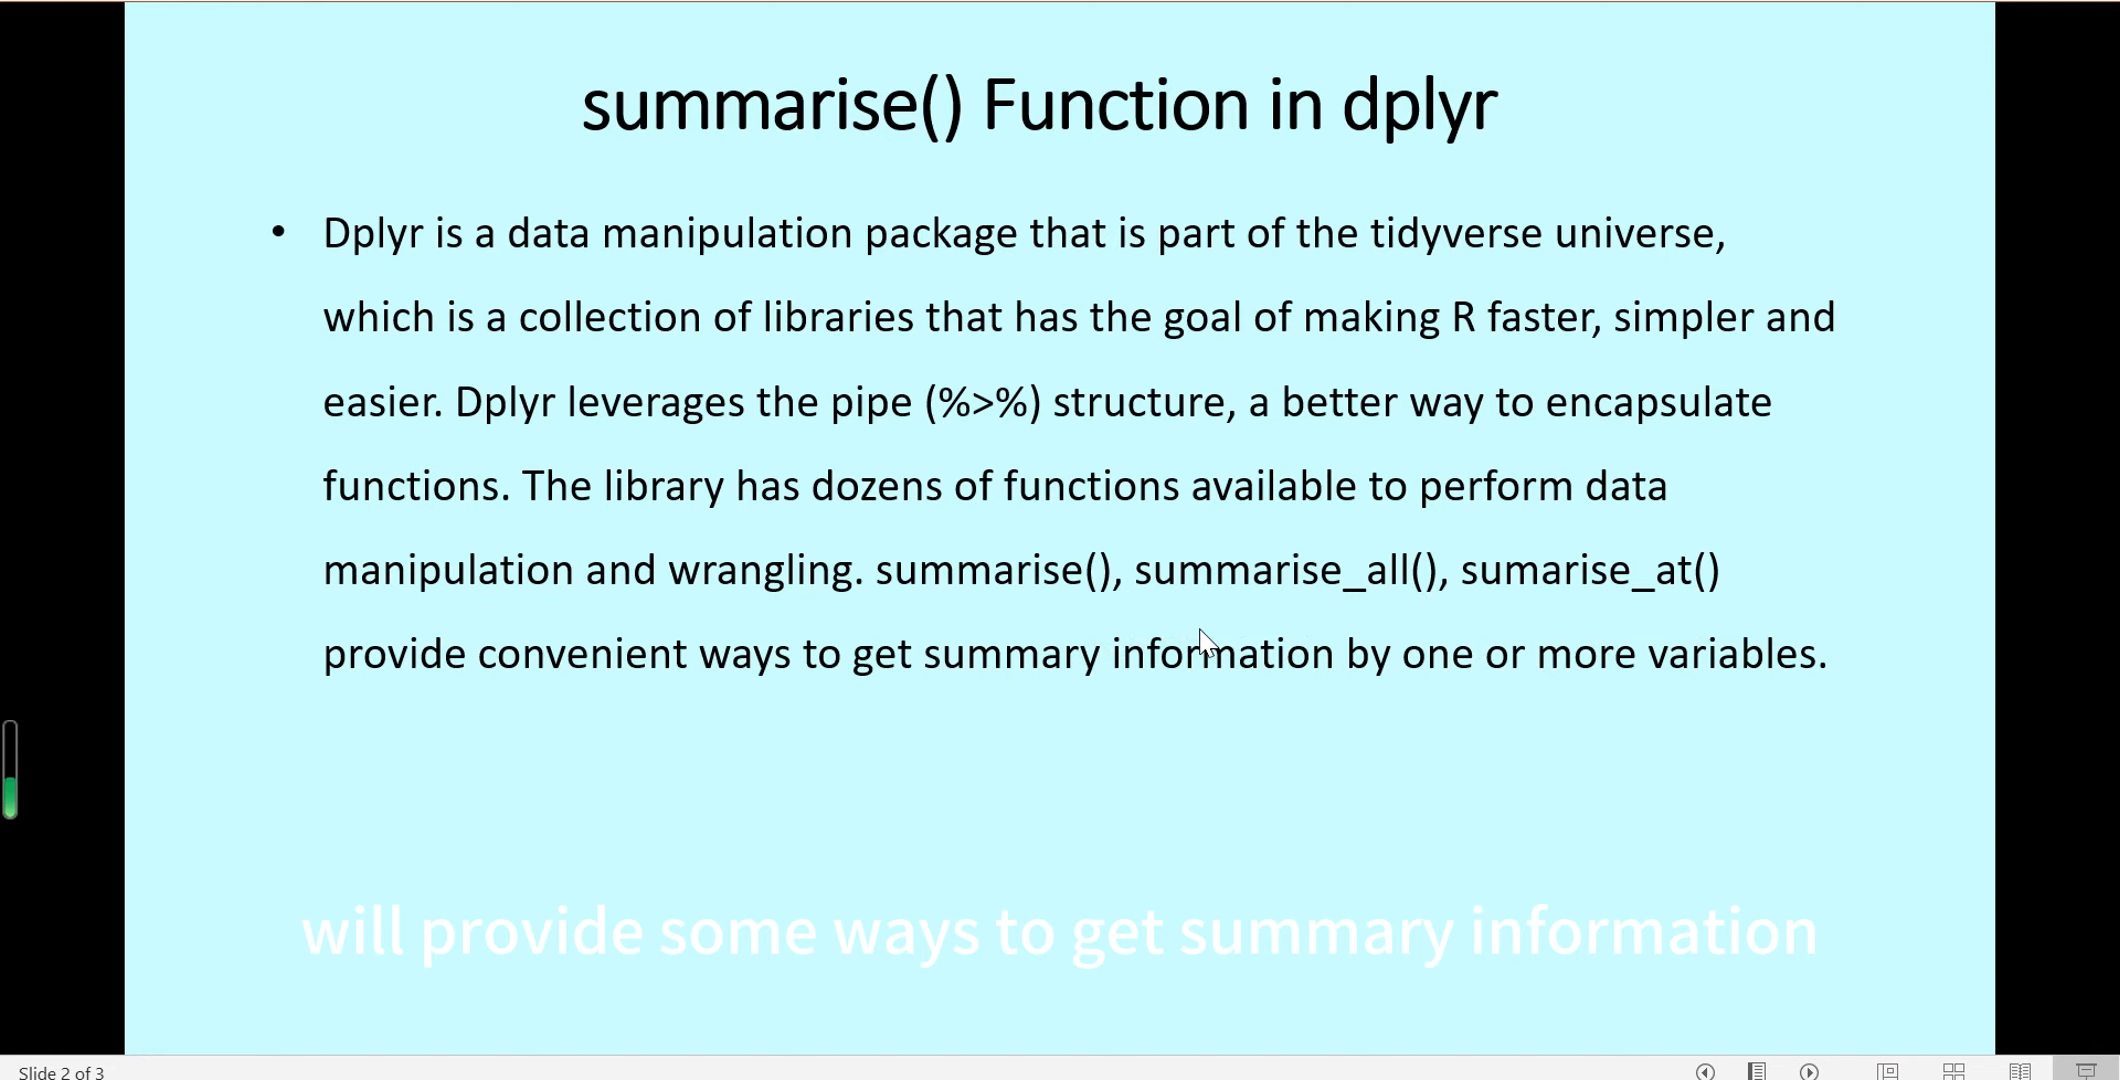 summarise() Function in dplyr
• Dplyr is a data manipulation package that is part of the tidyverse universe,
which is a collection of libraries that has the goal of making R faster, simpler and
easier. Dplyr leverages the pipe (%>%) structure, a better way to encapsulate
functions. The library has dozens of functions available to perform data
manipulation and wrangling. summarise(), summarise_all(), sumarise_at()
provide convenient ways to get summary information by one or more variables.
will provide some ways to get summary information
Slide 2 of 3